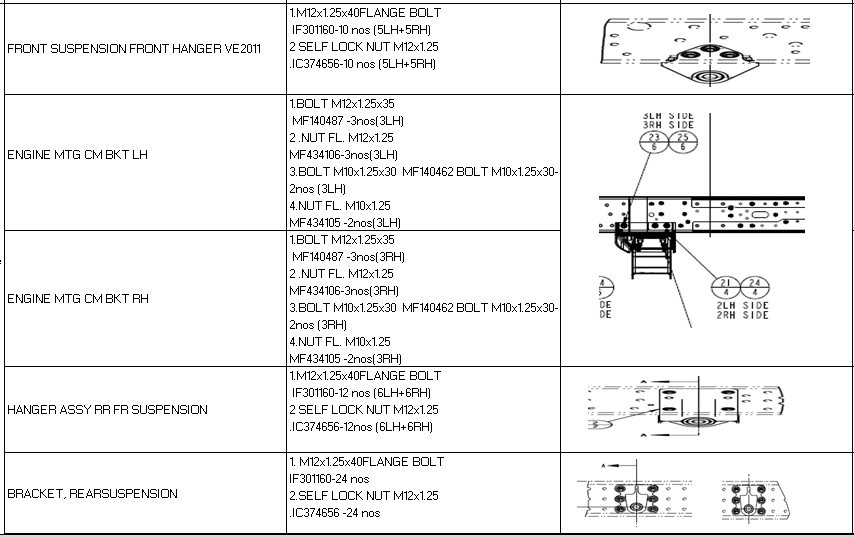 FRONT SUSPENSION FRONT HANGER VE2011
1.M12x1.25x40FLANGE BOLT
IF301160-10 nos (5LH+5RH)
2 SELF LOCK NUT M12x1.25
.IC374656-10 nos (5LH+5RH)
ENGINE MTG CM BKT LH
1.BOLT M12x1.25x35
MF140487 -3nos(3LH)
2 .NUT FL. M12x1.25
MF434106-3nos(3LH)
3.BOLT M10x1.25x30 MF140462 BOLT M10x1.25x30-
2nos (3LH)
4.NUT FL. M10x1.25
MF434105 -2nos(3LH)
3LH SIDE
3RH SIDE
23 25
6 6
ENGINE MTG CM BKT RH
1.BOLT M12x1.25x35
MF140487 -3nos(3RH)
2 .NUT FL. M12x1.25
MF434106-3nos(3RH)
3.BOLT M10x1.25x30 MF140462 BOLT M10x1.25x30-
2nos (3RH)
4.NUT FL. M10x1.25
MF434105 -2nos(3RH)
4
DE
DE
21 24
4 4
2LH SIDE
2RH SIDE
HANGER ASSY RR FR SUSPENSION
1.M12x1.25x40FLANGE BOLT
IF301160-12 nos (6LH+6RH)
2 SELF LOCK NUT M12x1.25
.IC374656-12nos (6LH+6RH)
A
A
BRACKET, REARSUSPENSION
1. M12x1.25x40FLANGE BOLT
IF301160-24 nos
2.SELF LOCK NUT M12x1.25
.IC374656 -24 nos
A